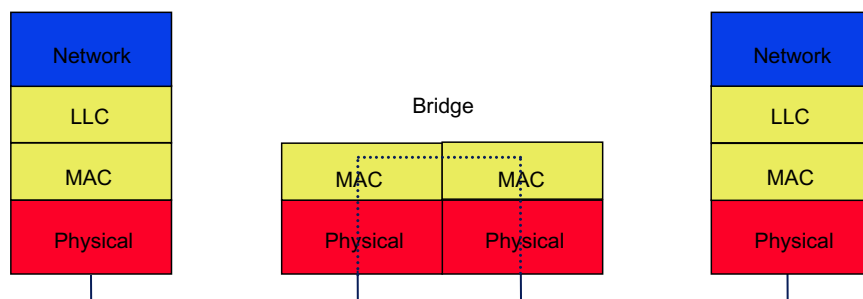 Network
LLC
MAC
Physical
Bridge
MAC
MAC
Physical
Physical
Network
LLC
MAC
Physical